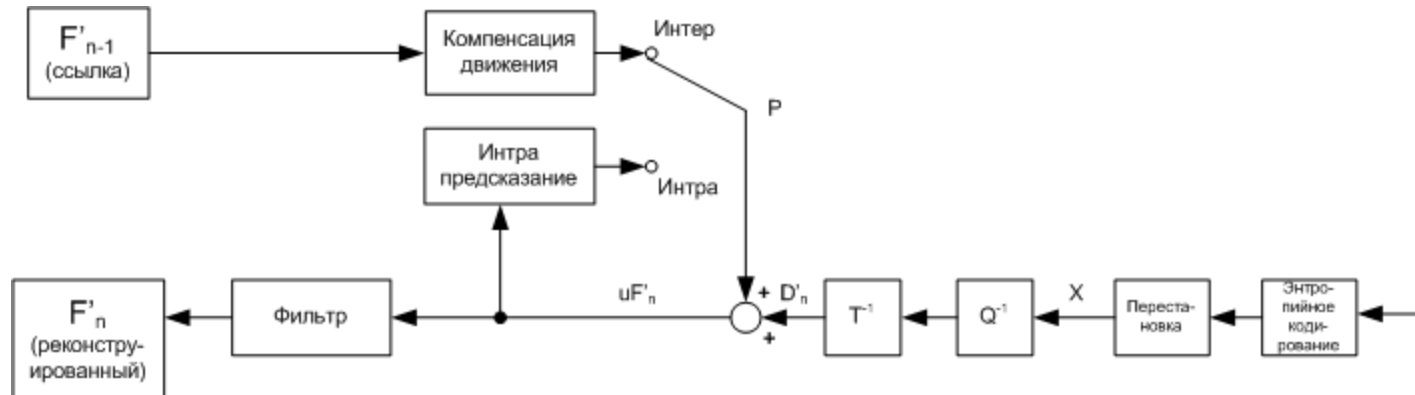 F'n-1
(ссылка)
Компенсация
движения
Интер
P
Интра
предсказание
Интра
F'n
(реконстру-
ированный)
Фильтр
uF'n
+
D'n
+
T-1
Q-1
X
Переста-
новка
Энтро-
пийное
коди-
рование